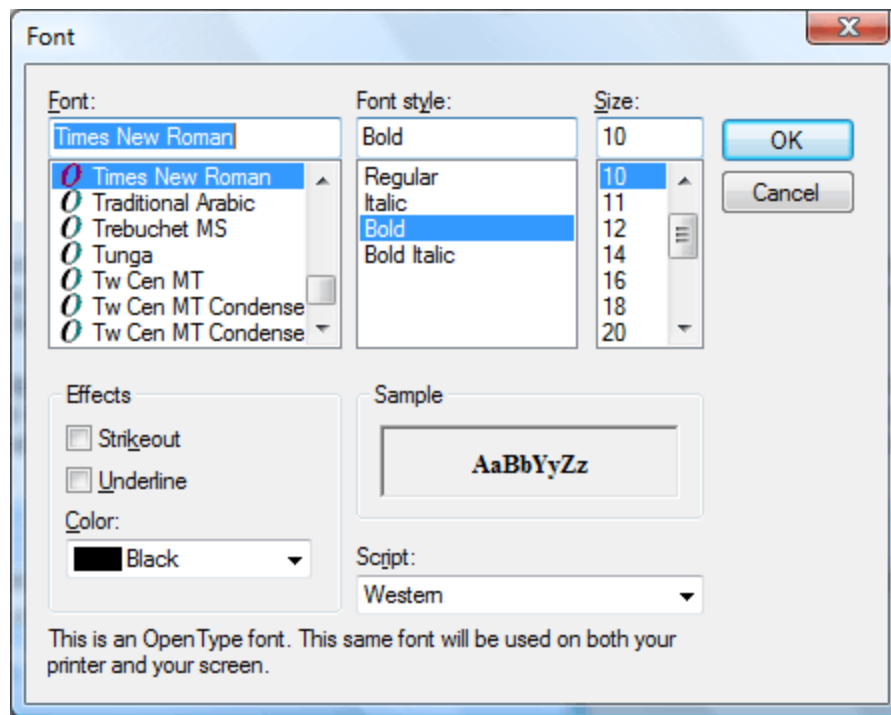 Font
Font: Font style: Size:
Times New Roman Bold 10 OK
Times New Roman Regular 10 Cancel
Traditional Arabic Italic 11
Trebuchet MS Bold 12
Tunga Bold Italic 14
Tw Cen MT 16
Tw Cen MT Condense 18
Tw Cen MT Condense 20
Effects Sample
Strikeout
AaBbYyZz
Underline
Color:
Black Script:
Western
This is an OpenType font. This same font will be used on both your
printer and your screen.